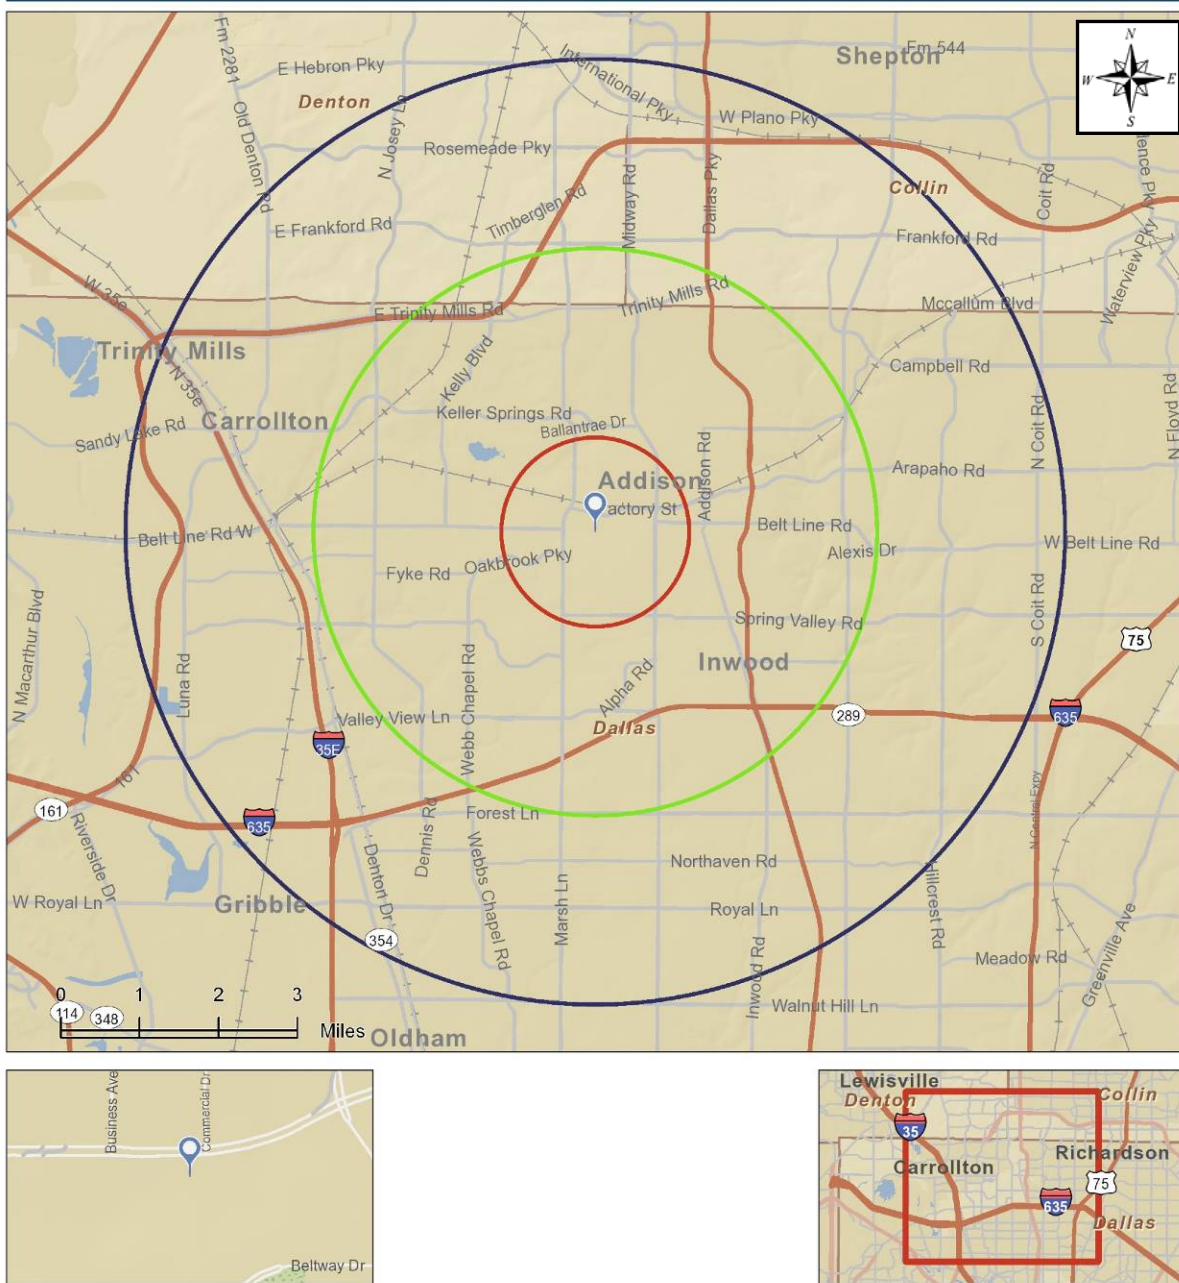 N
W E
S
Shepton
Fm 544
Fm 2281
E Hebron Pky
International Pky
Denton
Old Denton Rd
N Josey Ln
W Plano Pky
Rosemeade Pky
Midway Rd
Dallas Pky
Collin
Coit Rd
Timberglen Rd
E Frankford Rd
Frankford Rd
Waterview Pky
W 35e
E Trinity Mills Rd
Trinity Mills Rd
Mccallum Blvd
Trinity Mills
N 35e
Kelly Blvd
Campbell Rd
N Floyd Rd
Carrollton
Sandy Lake Rd
Keller Springs Rd
Ballantrae Dr
N Coit Rd
Addison Rd
Arapaho Rd
Addison
actory St
Belt Line Rd W
Belt Line Rd
W Belt Line Rd
Alexis Dr
Oakbrook Pky
Fyke Rd
N Macarthur Blvd
S Coit Rd
Spring Valley Rd
75
Luna Rd
Webb Chapel Rd
Inwood
Alpha Rd
Valley View Ln
Dallas
289
635
35E
161
161
635
Riverside Dr
Dennis Rd
Forest Ln
N Central Expy
Northaven Rd
Denton Dr
Webbs Chapel Rd
Marsh Ln
Hillcrest Rd
W Royal Ln
Gribble
Royal Ln
354
Inwood Rd
Meadow Rd
Greenville Ave
0 1 2 3
Miles
114
348
Walnut Hill Ln
Oldham
Business Ave
Commercial Dr
Beltway Dr
Lewisville
Denton
Collin
35
Richardson
Carrollton
75
635
Dallas